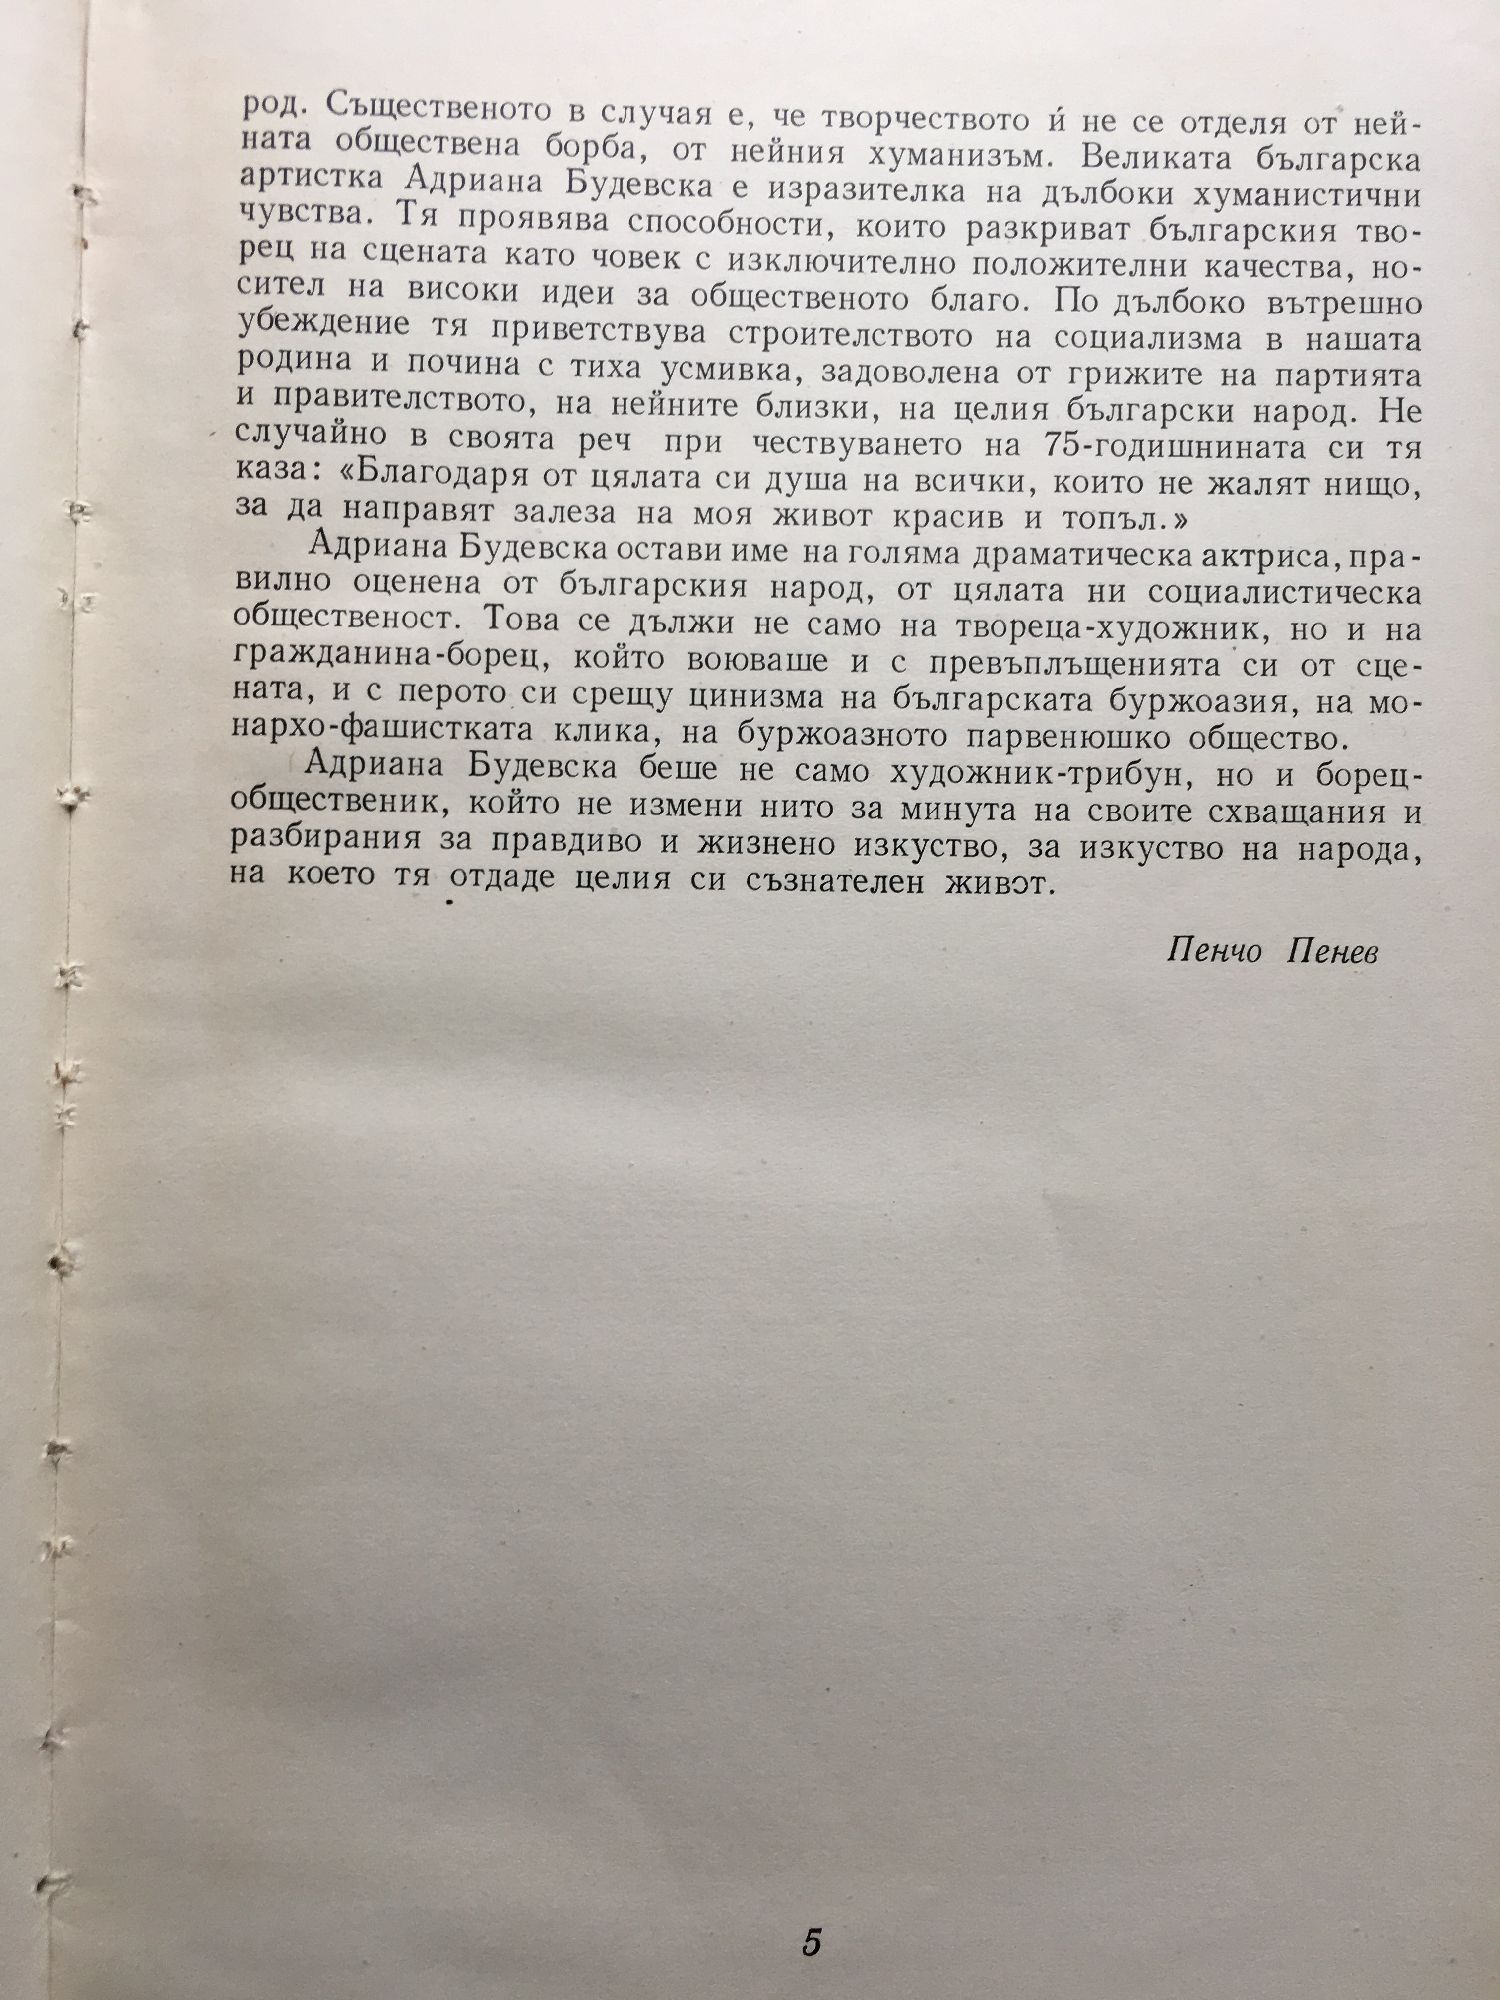 род. Същественото в случая е, че творчеството ѝ не се отделя от ней-
ната обществена борба, от нейния хуманизъм. Великата българска
артистка Адриана Будевска е изразителка на дълбоки хуманистични
чувства. Тя проявява способности, които разкриват българския тво-
рец на сцената като човек с изключително положителни качества, но-
сител на високи идеи за общественото благо. По дълбоко вътрешно
убеждение тя приветствува строителството на социализма в нашата
родина и почина с тиха усмивка, задоволена от грижите на партията
и правителството, на нейните близки, на целия български народ. Не
случайно в своята реч при чествуването на 75-годишнината си тя
каза: «Благодаря от цялата си душа на всички, които не жалят нищо,
за да направят залеза на моя живот красив и топъл.»
Адриана Будевска остави име на голяма драматическа актриса, пра-
вилно оценена от българския народ, от цялата ни социалистическа
общественост. Това се дължи не само на твореца-художник, но и на
гражданина-борец, който воюваше и с превъплъщенията си от сце-
ната, и с перото си срещу цинизма на българската буржоазия, на мо-
нархо-фашистката клика, на буржоазното парвенюшко общество.
Адриана Будевска беше не само художник-трибун, но и борец-
общественик, който не измени нито за минута на своите схващания и
разбирания за правдиво и жизнено изкуство, за изкуство на народа,
на което тя отдаде целия си съзнателен живот.
Пенчо Пенев
5